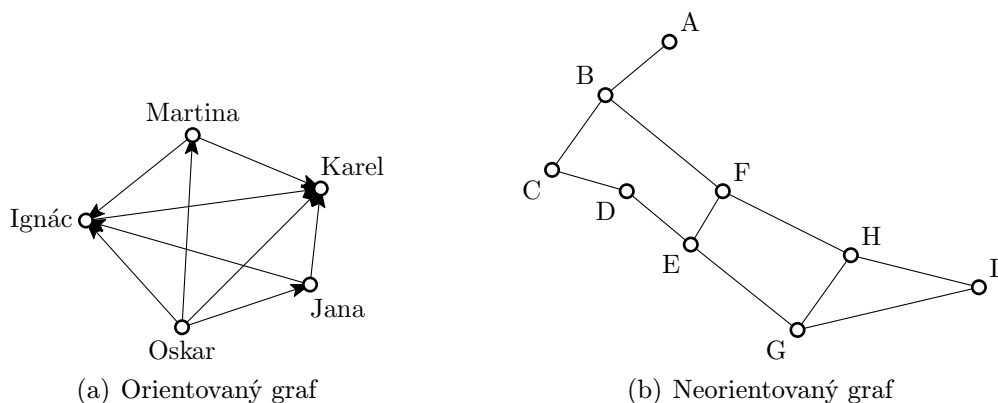 Martina
Karel
Ignác
Jana
Oskar
(a) Orientovaný graf
A
B
C
D
F
E
H
I
G
(b) Neorientovaný graf